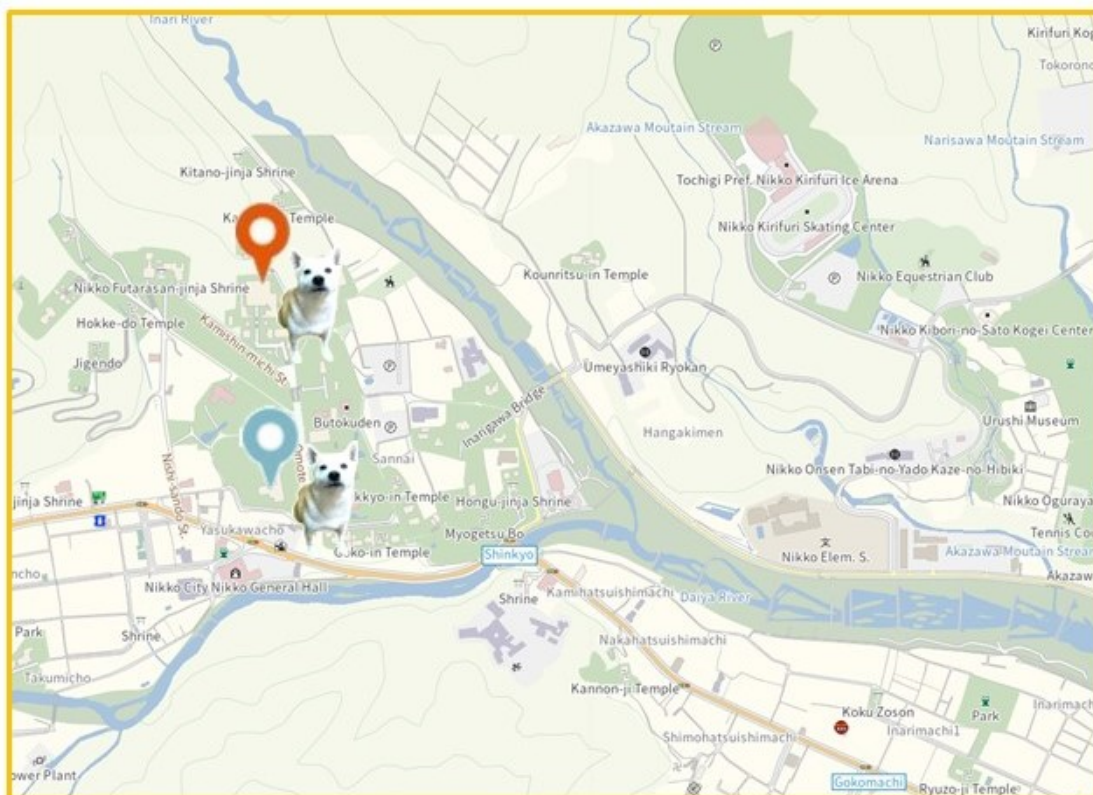 Inari River
Kirifuri Kog
Tokorono
Akazawa Moutain Stream
Narisawa Moutain Stream
Kitano-jinja Shrine
Tochigi Pref. Nikko Kirifuri Ice Arena
Temple
Nikko Kirifuri Skating Center
Kounritsu-in Temple
Nikko Equestrian Club
Nikko Futarasan-jinja Shrine
Hokke-do Temple
Kamishin-michi St.
Nikko Kibori-no-Sato Kogei Center
Jigendo
Umeyashiki Ryokan
Inarigawa Bridge
Butokuden
Urushi Museum
Hangakimen
Sannai
Nishi-sando St.
Omote
Nikko Onsen Tabi-no-Yado Kaze-no-Hibiki
jinja Shrine
kkyo-in Temple
Hongu-jinja Shrine
Nikko Oguraya
Yasukawacho
Myogetsu Bo
Tennis Cou
Goko-in Temple
Shinkyo
Nikko Elem. S.
Akazawa Moutain Stream
ncho
Nikko City Nikko General Hall
Shrine
Kamihatsuishimachi
Daiya River
Akazaw
Park
Shrine
Nakahatsuishimachi
Takumicho
Kannon-ji Temple
Koku Zoson
Park
Inarimach
Shimohatsuishimachi
Inarimachi1
ower Plant
Gokomachi
Ryuzo-ji Temple